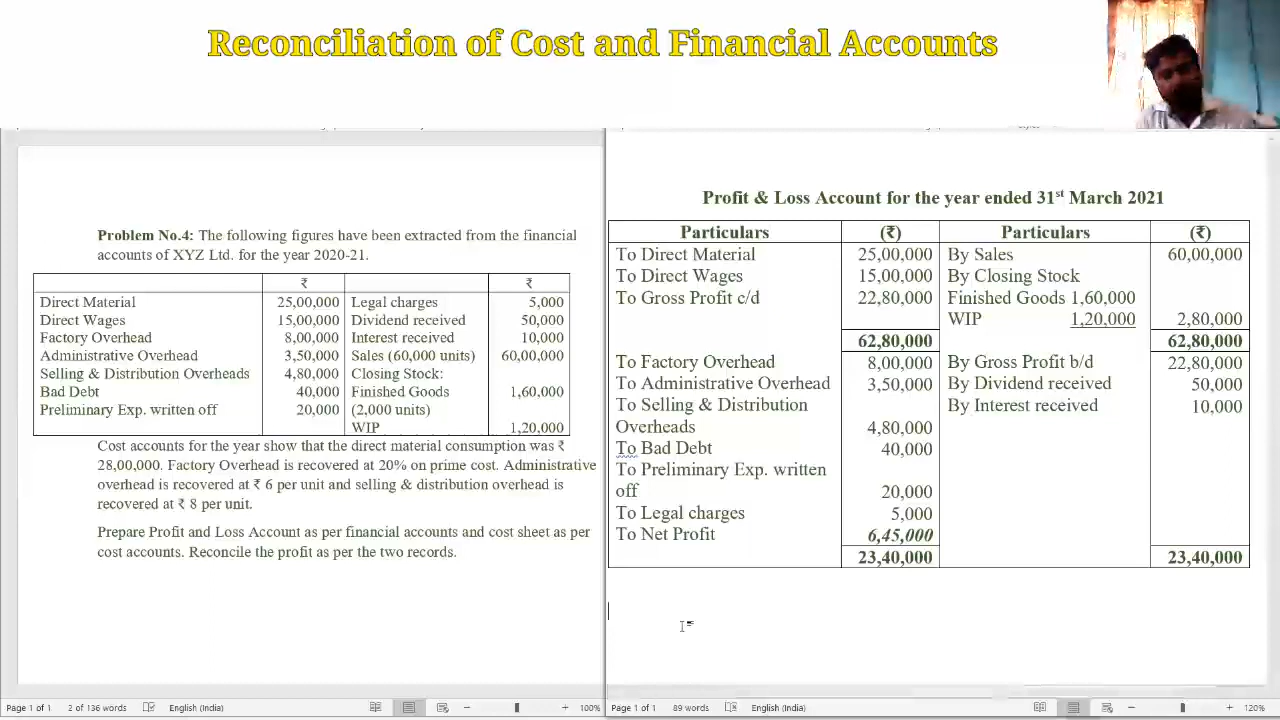 Reconciliation of Cost and Financial Accounts
Problem No.4: The following figures have been extracted from the financial
accounts of XYZ Ltd. for the year 2020-21.
₹ ₹
Direct Material 25,00,000 Legal charges 5,000
Direct Wages 15,00,000 Dividend received 50,000
Factory Overhead 8,00,000 Interest received 10,000
Administrative Overhead 3,50,000 Sales (60,000 units) 60,00,000
Selling & Distribution Overheads 4,80,000 Closing Stock:
Bad Debt 40,000 Finished Goods 1,60,000
Preliminary Exp. written off 20,000 (2,000 units)
WIP 1,20,000
Cost accounts for the year show that the direct material consumption was ₹
28,00,000. Factory Overhead is recovered at 20% on prime cost. Administrative
overhead is recovered at ₹ 6 per unit and selling & distribution overhead is
recovered at ₹ 8 per unit.
Prepare Profit and Loss Account as per financial accounts and cost sheet as per
cost accounts. Reconcile the profit as per the two records.
Page 1 of 1 2 of 136 words English (India) 100%
Profit & Loss Account for the year ended 31st March 2021
Particulars (₹) Particulars (₹)
To Direct Material 25,00,000 By Sales 60,00,000
To Direct Wages 15,00,000 By Closing Stock
To Gross Profit c/d 22,80,000 Finished Goods 1,60,000
WIP 1,20,000 2,80,000
62,80,000 62,80,000
To Factory Overhead 8,00,000 By Gross Profit b/d 22,80,000
To Administrative Overhead 3,50,000 By Dividend received 50,000
To Selling & Distribution By Interest received 10,000
Overheads 4,80,000
To Bad Debt 40,000
To Preliminary Exp. written
off 20,000
To Legal charges 5,000
To Net Profit 6,45,000
23,40,000 23,40,000
Page 1 of 1 89 words English (India) 120%